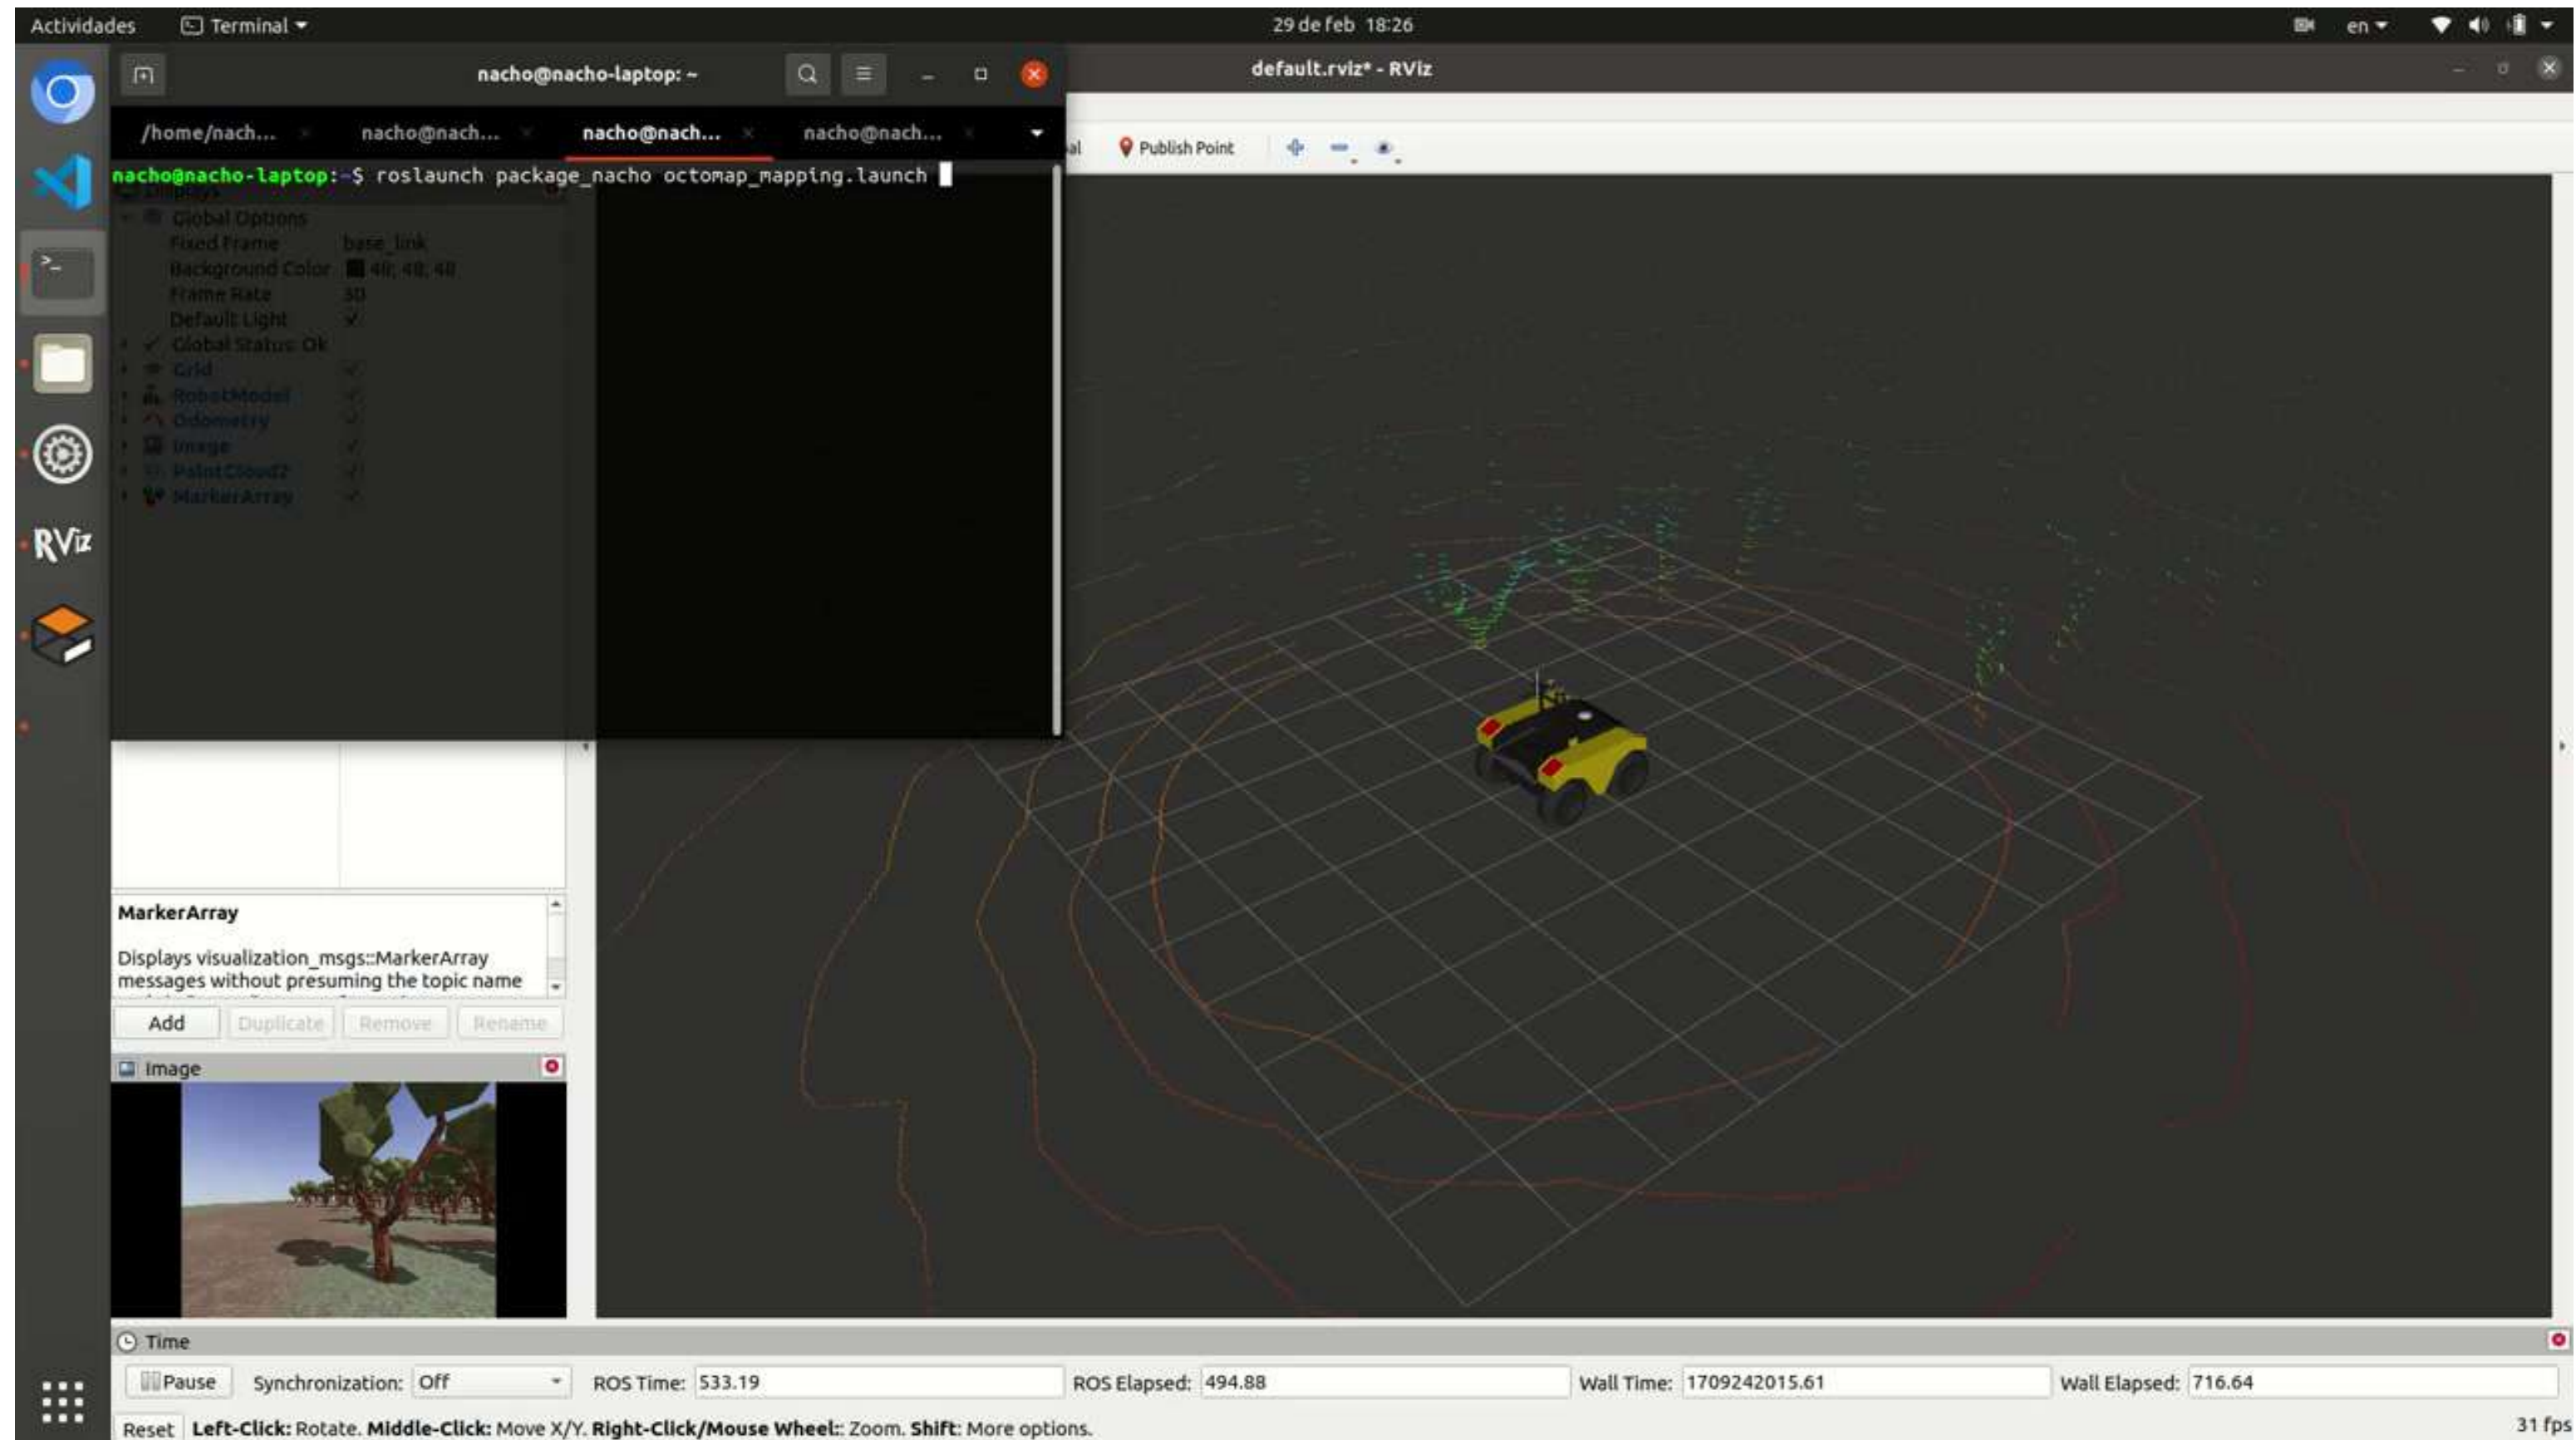 Actividades Terminal 29 de feb 18:26 en
nacho@nacho-laptop: ~ default.rviz* - RViz
/home/nach... nacho@nach... nacho@nach... nacho@nach...
al Publish Point
nacho@nacho-laptop:~$ roslaunch package_nacho octomap_mapping.launch
Displays
Global Options
Fixed Frame base_link
Background Color 48; 48; 48
Frame Rate 30
Default Light
Global Status: Ok
Grid
RobotModel
Odometry
Image
PointCloud2
MarkerArray
RViz
MarkerArray
Displays visualization_msgs::MarkerArray
messages without presuming the topic name
Add Duplicate Remove Rename
Image
Time
Pause Synchronization: Off ROS Time: 533.19 ROS Elapsed: 494.88 Wall Time: 1709242015.61 Wall Elapsed: 716.64
Reset Left-Click: Rotate. Middle-Click: Move X/Y. Right-Click/Mouse Wheel:: Zoom. Shift: More options. 31 fps